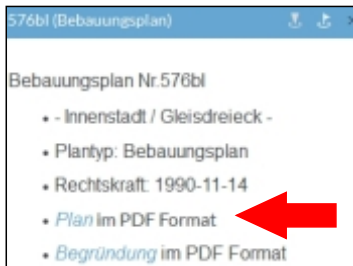 576bl (Bebauungsplan)
Bebauungsplan Nr.576bl
• - Innenstadt / Gleisdreieck -
• Plantyp: Bebauungsplan
• Rechtskraft: 1990-11-14
• Plan im PDF Format
• Begründung im PDF Format